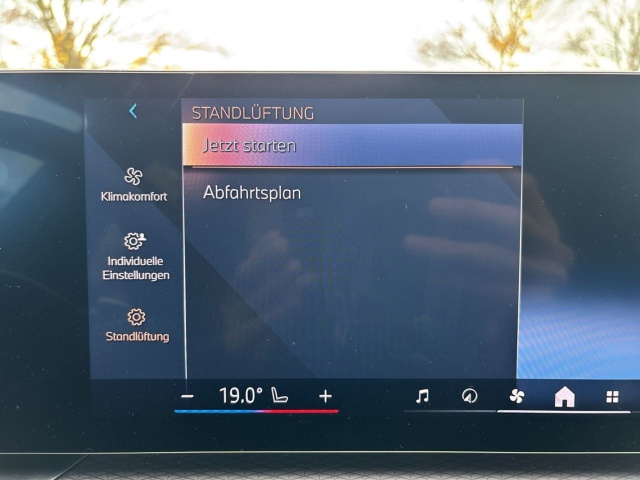 STANDLÜFTUNG
Jetzt starten
Abfahrtsplan
Klimakomfort
Individuelle
Einstellungen
Standlüftung
− 19.0° +